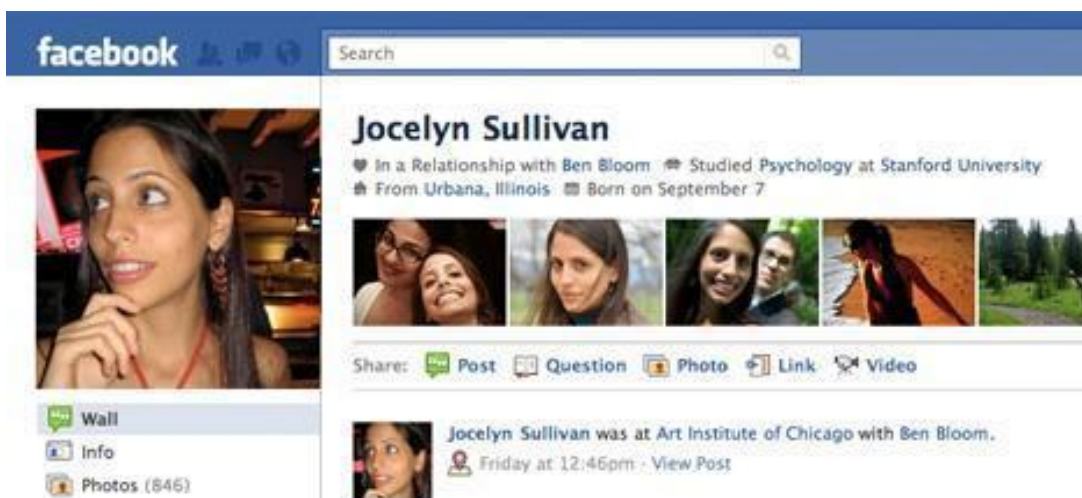 facebook
Search
Jocelyn Sullivan
In a Relationship with Ben Bloom Studied Psychology at Stanford University
From Urbana, Illinois Born on September 7
Share: Post Question Photo Link Video
Wall
Info
Photos (846)
Jocelyn Sullivan was at Art Institute of Chicago with Ben Bloom.
Friday at 12:46pm · View Post